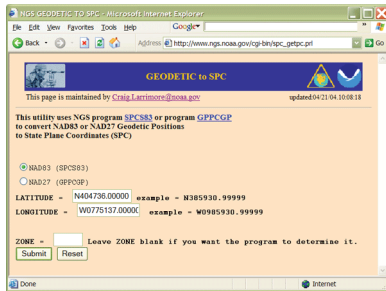 NGS GEODETIC TO SPC - Microsoft Internet Explorer
File Edit View Favorites Tools Help Google
Back Address http://www.ngs.noaa.gov/cgi-bin/spc_getpc.prl Go
GEODETIC to SPC
This page is maintained by Craig.Larrimore@noaa.gov updated:04/21/04.10:08:18
This utility uses NGS program SPCS83 or program GPPCGP
to convert NAD83 or NAD27 Geodetic Positions
to State Plane Coordinates (SPC)
NAD83 (SPCS83)
NAD27 (GPPCGP)
LATITUDE = N404736.00000 example = N385930.99999
LONGITUDE = W0775137.0000 example = W0985930.99999
ZONE = Leave ZONE blank if you want the program to determine it.
Submit Reset
Done Internet